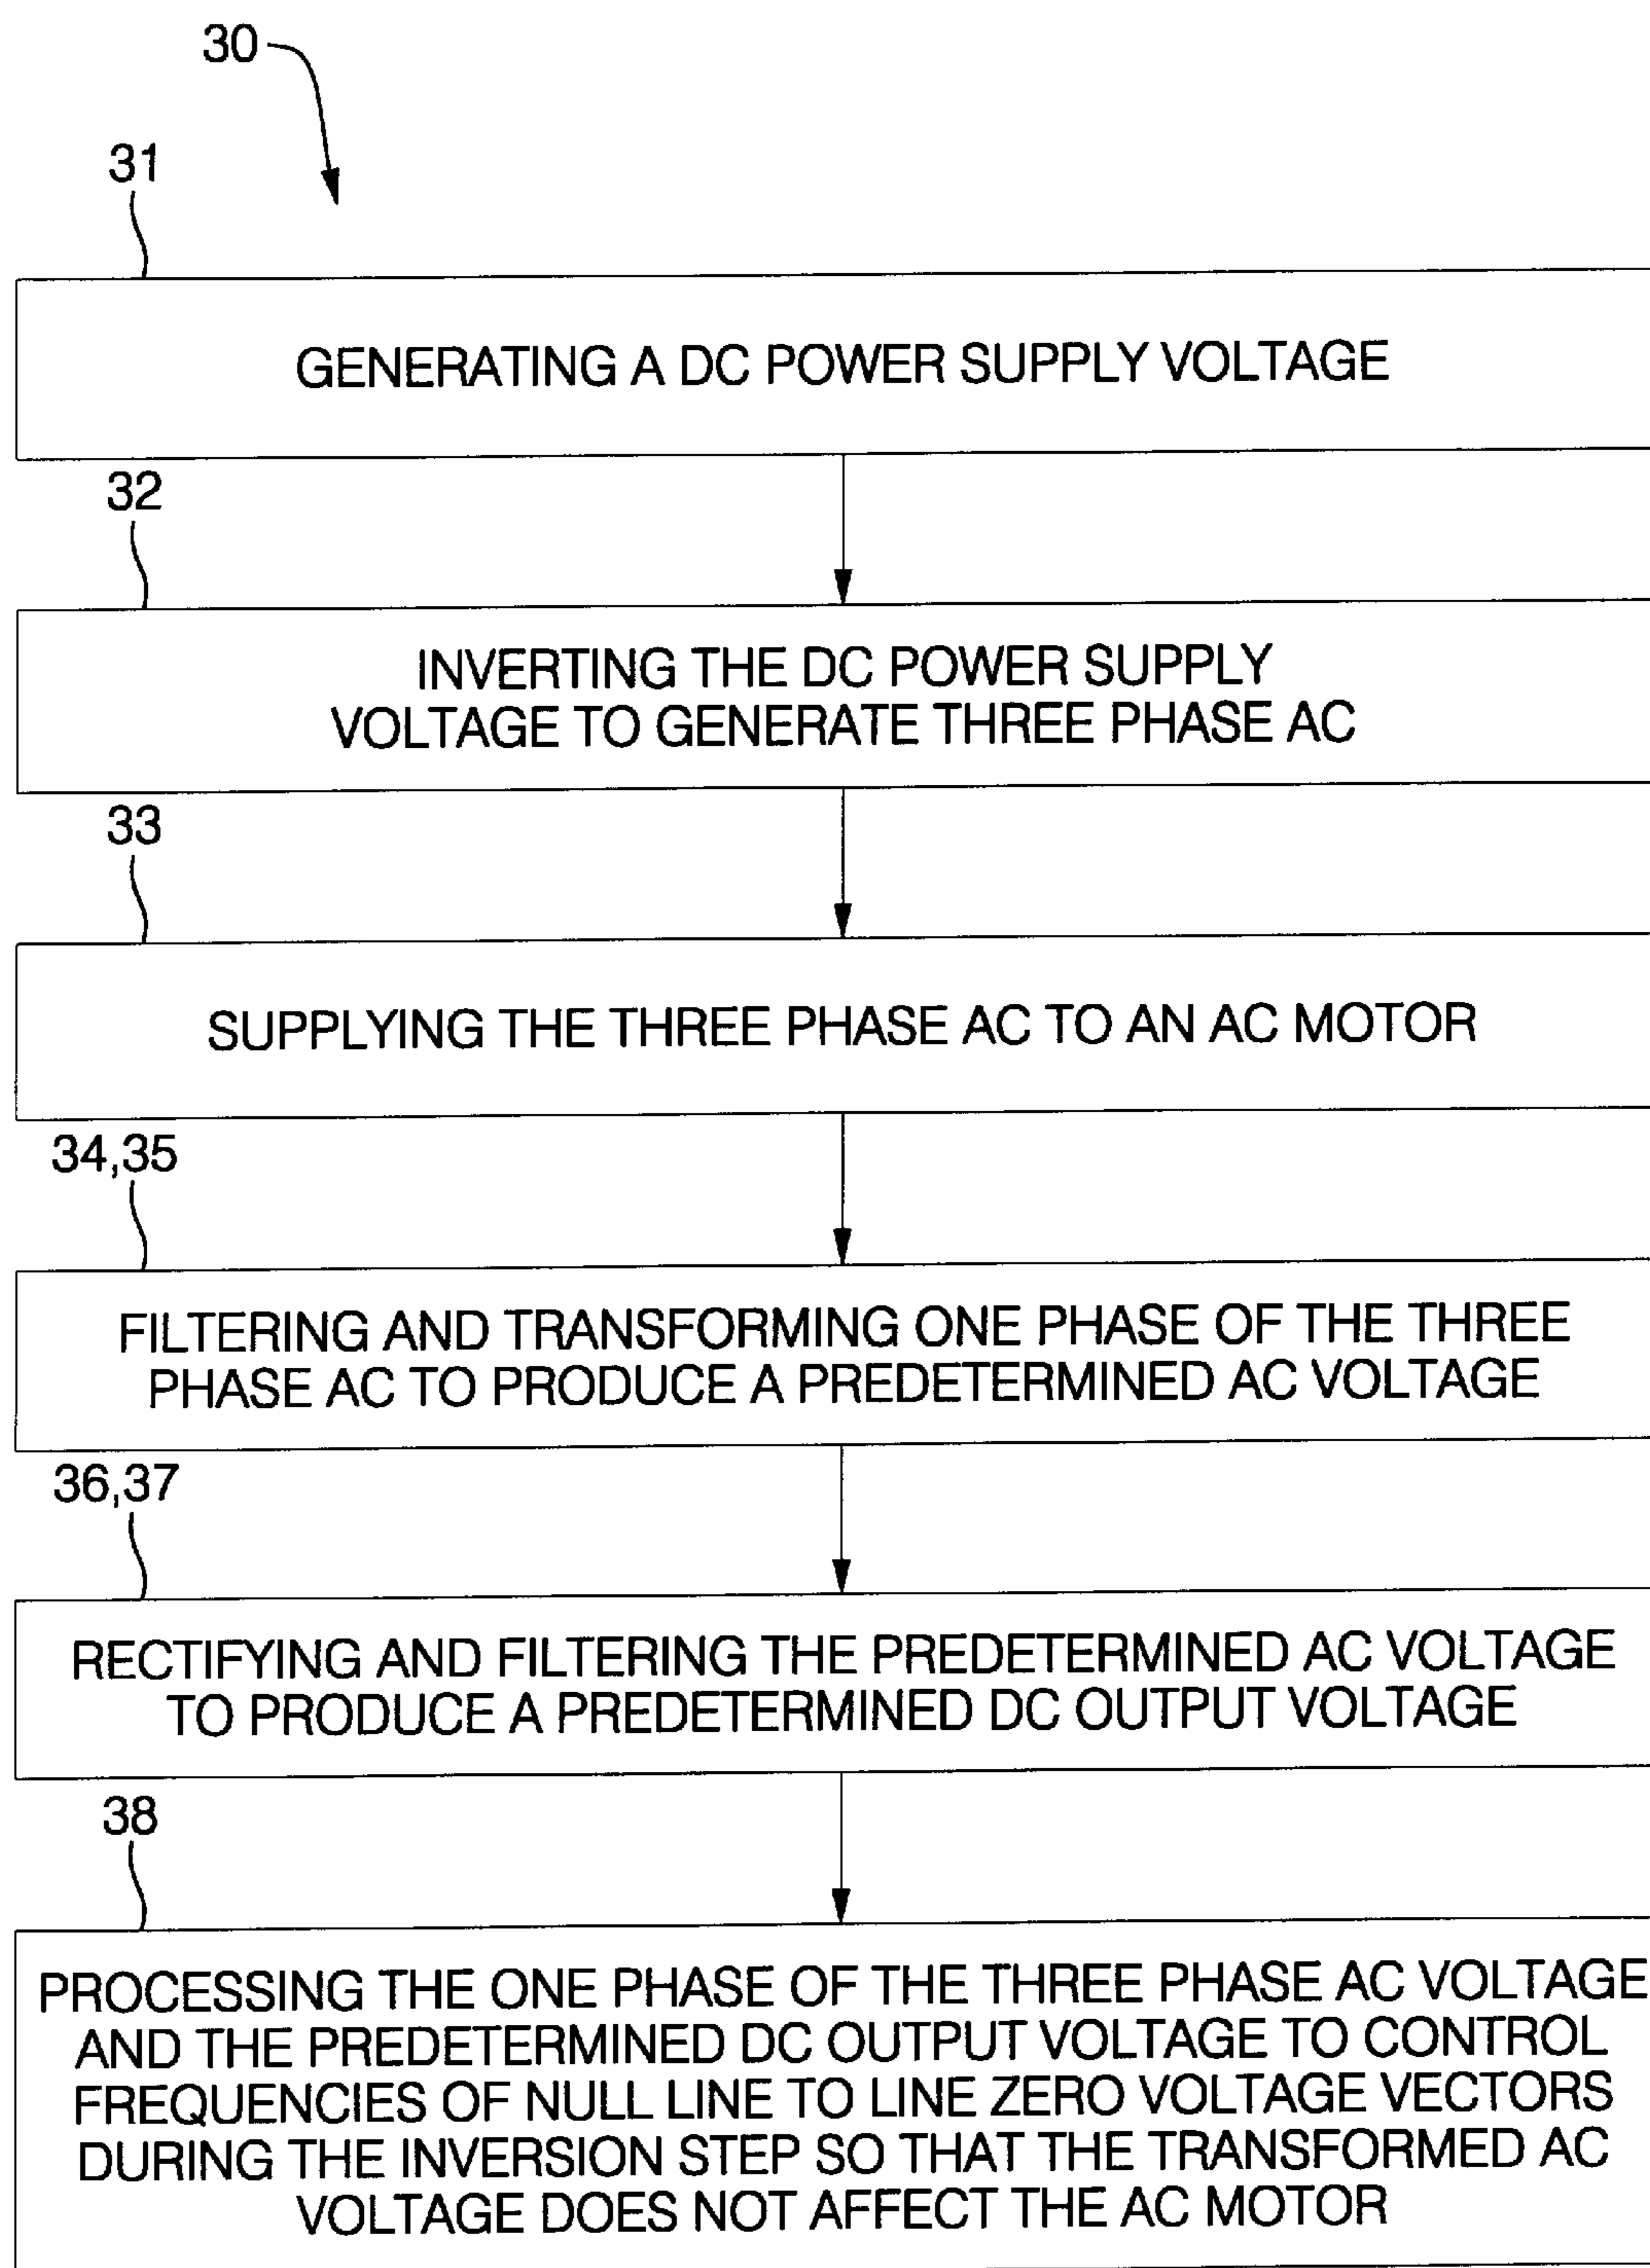 30
31
GENERATING A DC POWER SUPPLY VOLTAGE
32
INVERTING THE DC POWER SUPPLY
VOLTAGE TO GENERATE THREE PHASE AC
33
SUPPLYING THE THREE PHASE AC TO AN AC MOTOR
34,35
FILTERING AND TRANSFORMING ONE PHASE OF THE THREE
PHASE AC TO PRODUCE A PREDETERMINED AC VOLTAGE
36,37
RECTIFYING AND FILTERING THE PREDETERMINED AC VOLTAGE
TO PRODUCE A PREDETERMINED DC OUTPUT VOLTAGE
38
PROCESSING THE ONE PHASE OF THE THREE PHASE AC VOLTAGE
AND THE PREDETERMINED DC OUTPUT VOLTAGE TO CONTROL
FREQUENCIES OF NULL LINE TO LINE ZERO VOLTAGE VECTORS
DURING THE INVERSION STEP SO THAT THE TRANSFORMED AC
VOLTAGE DOES NOT AFFECT THE AC MOTOR